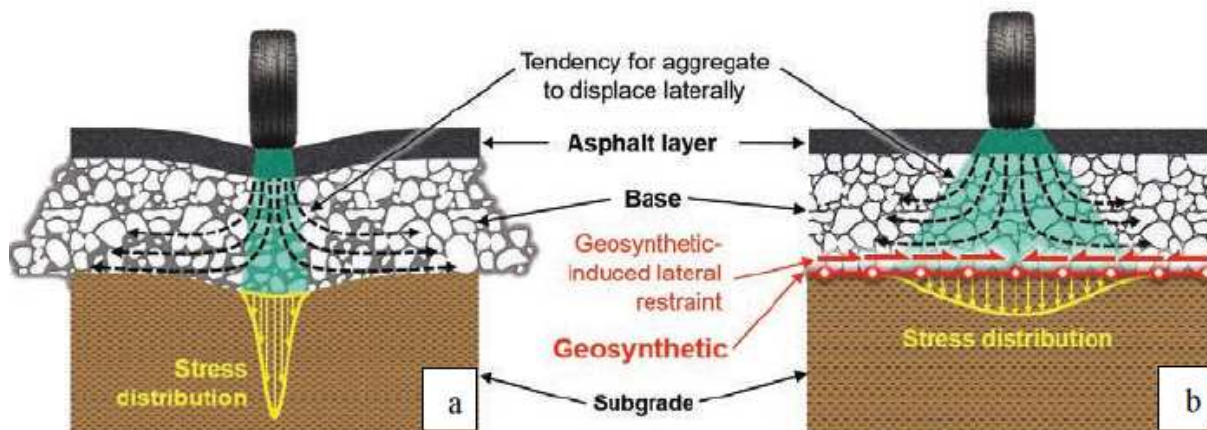 Tendency for aggregate
to displace laterally
Asphalt layer
Base
Geosynthetic-
induced lateral
restraint
Geosynthetic
Stress
distribution
Stress distribution
Subgrade
a
b